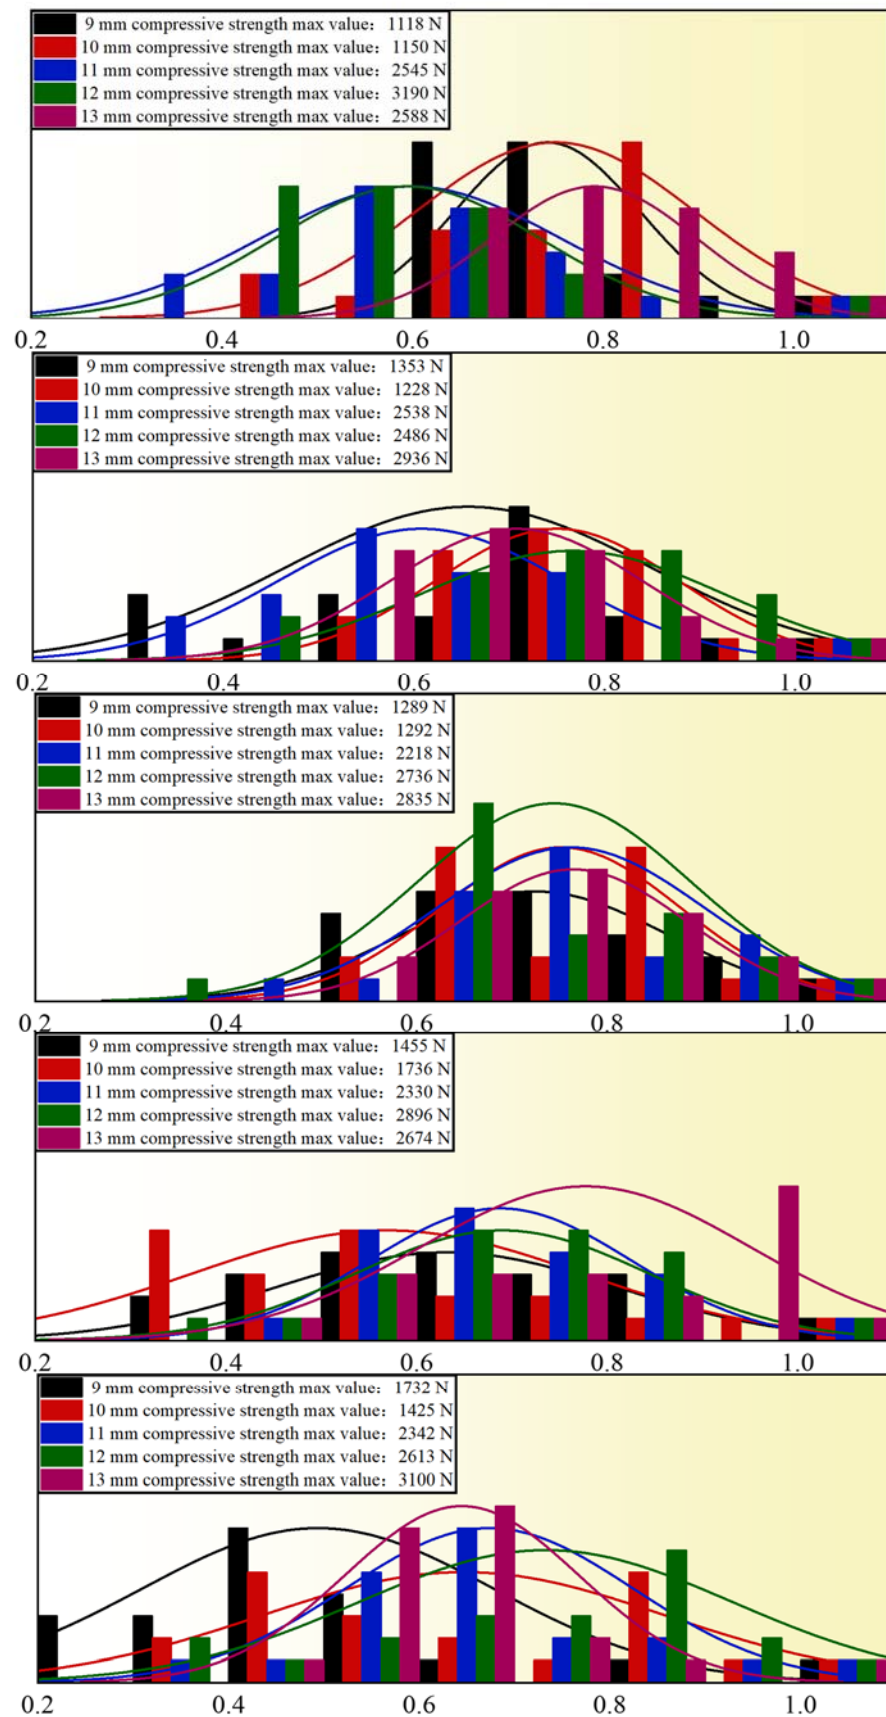 9 mm compressive strength max value：1118 N
10 mm compressive strength max value：1150 N
11 mm compressive strength max value：2545 N
12 mm compressive strength max value：3190 N
13 mm compressive strength max value：2588 N
0.2 0.4 0.6 0.8 1.0
9 mm compressive strength max value：1353 N
10 mm compressive strength max value：1228 N
11 mm compressive strength max value：2538 N
12 mm compressive strength max value：2486 N
13 mm compressive strength max value：2936 N
0.2 0.4 0.6 0.8 1.0
9 mm compressive strength max value：1289 N
10 mm compressive strength max value：1292 N
11 mm compressive strength max value：2218 N
12 mm compressive strength max value：2736 N
13 mm compressive strength max value：2835 N
0.2 0.4 0.6 0.8 1.0
9 mm compressive strength max value：1455 N
10 mm compressive strength max value：1736 N
11 mm compressive strength max value：2330 N
12 mm compressive strength max value：2896 N
13 mm compressive strength max value：2674 N
0.2 0.4 0.6 0.8 1.0
9 mm compressive strength max value：1732 N
10 mm compressive strength max value：1425 N
11 mm compressive strength max value：2342 N
12 mm compressive strength max value：2613 N
13 mm compressive strength max value：3100 N
0.2 0.4 0.6 0.8 1.0